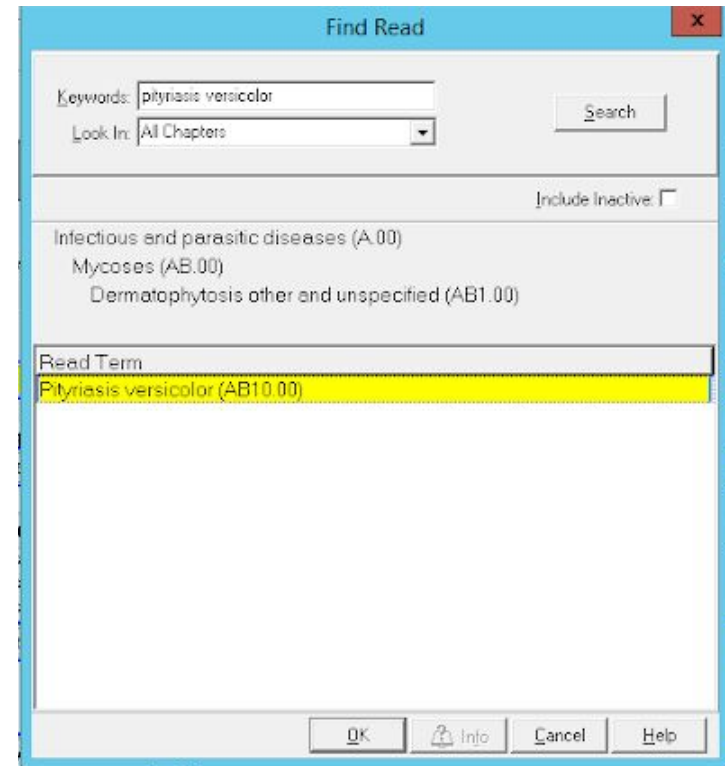 Find Read
x
Keywords: pityriasis versicolor
Search
Look In: All Chapters
Include Inactive:
Infectious and parasitic diseases (A.00)
Mycoses (AB.00)
Dermatophytosis other and unspecified (AB1.00)
Read Term
Pityriasis versicolor (AB10.00)
OK Info Cancel Help